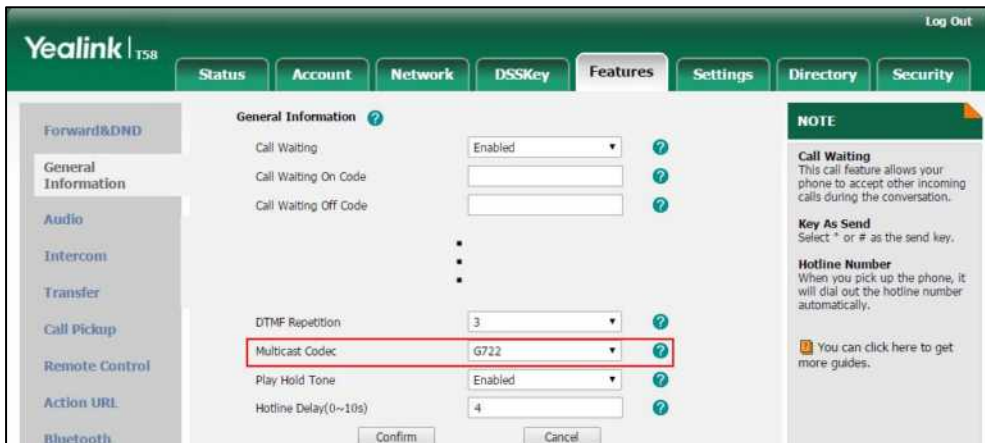 Log Out
Yealink T58
Status Account Network DSSKey Features Settings Directory Security
Forward&DND
General
Information
Audio
Intercom
Transfer
Call Pickup
Remote Control
Action URL
Bluetooth
General Information ?
Call Waiting Enabled ?
Call Waiting On Code ?
Call Waiting Off Code ?
DTMF Repetition 3 ?
Multicast Codec G722 ?
Play Hold Tone Enabled ?
Hotline Delay(0~10s) 4 ?
Confirm Cancel
NOTE
Call Waiting
This call feature allows your
phone to accept other incoming
calls during the conversation.
Key As Send
Select * or # as the send key.
Hotline Number
When you pick up the phone, it
will dial out the hotline number
automatically.
You can click here to get
more guides.